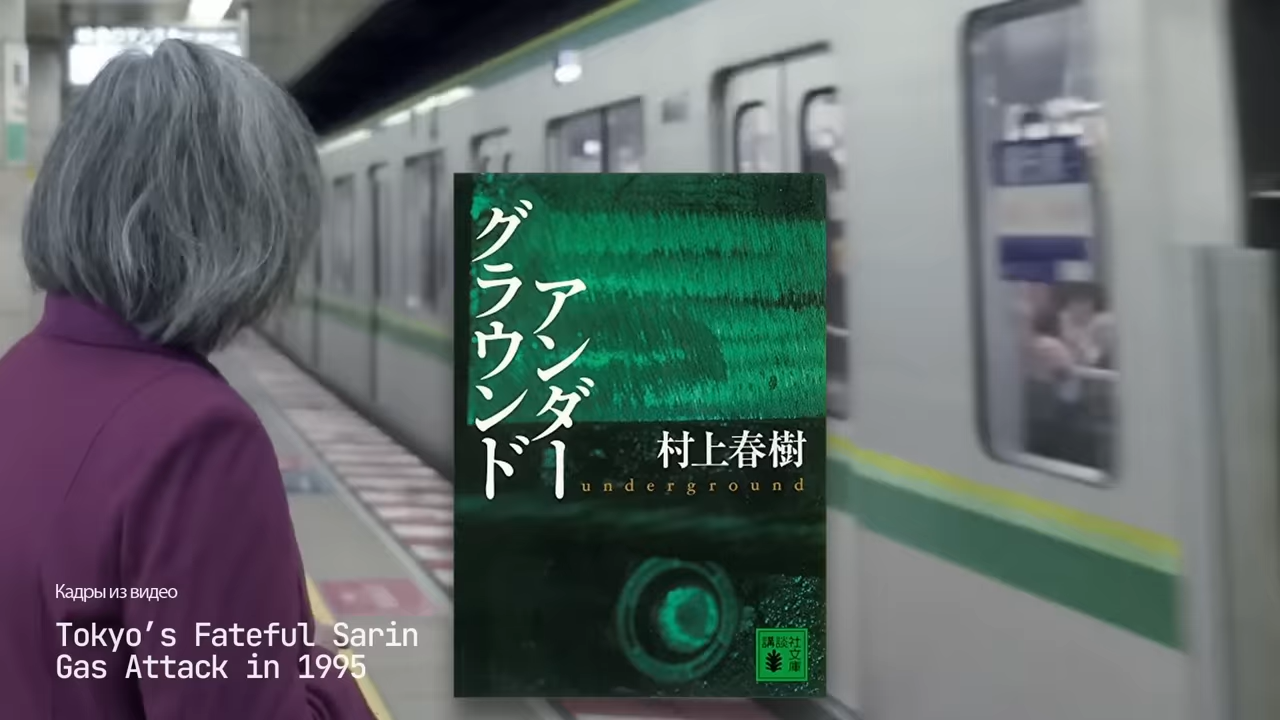 アンダー
グラウンド
村上春樹
underground
講談社
文庫
Кадры из видео
Tokyo’s Fateful Sarin
Gas Attack in 1995